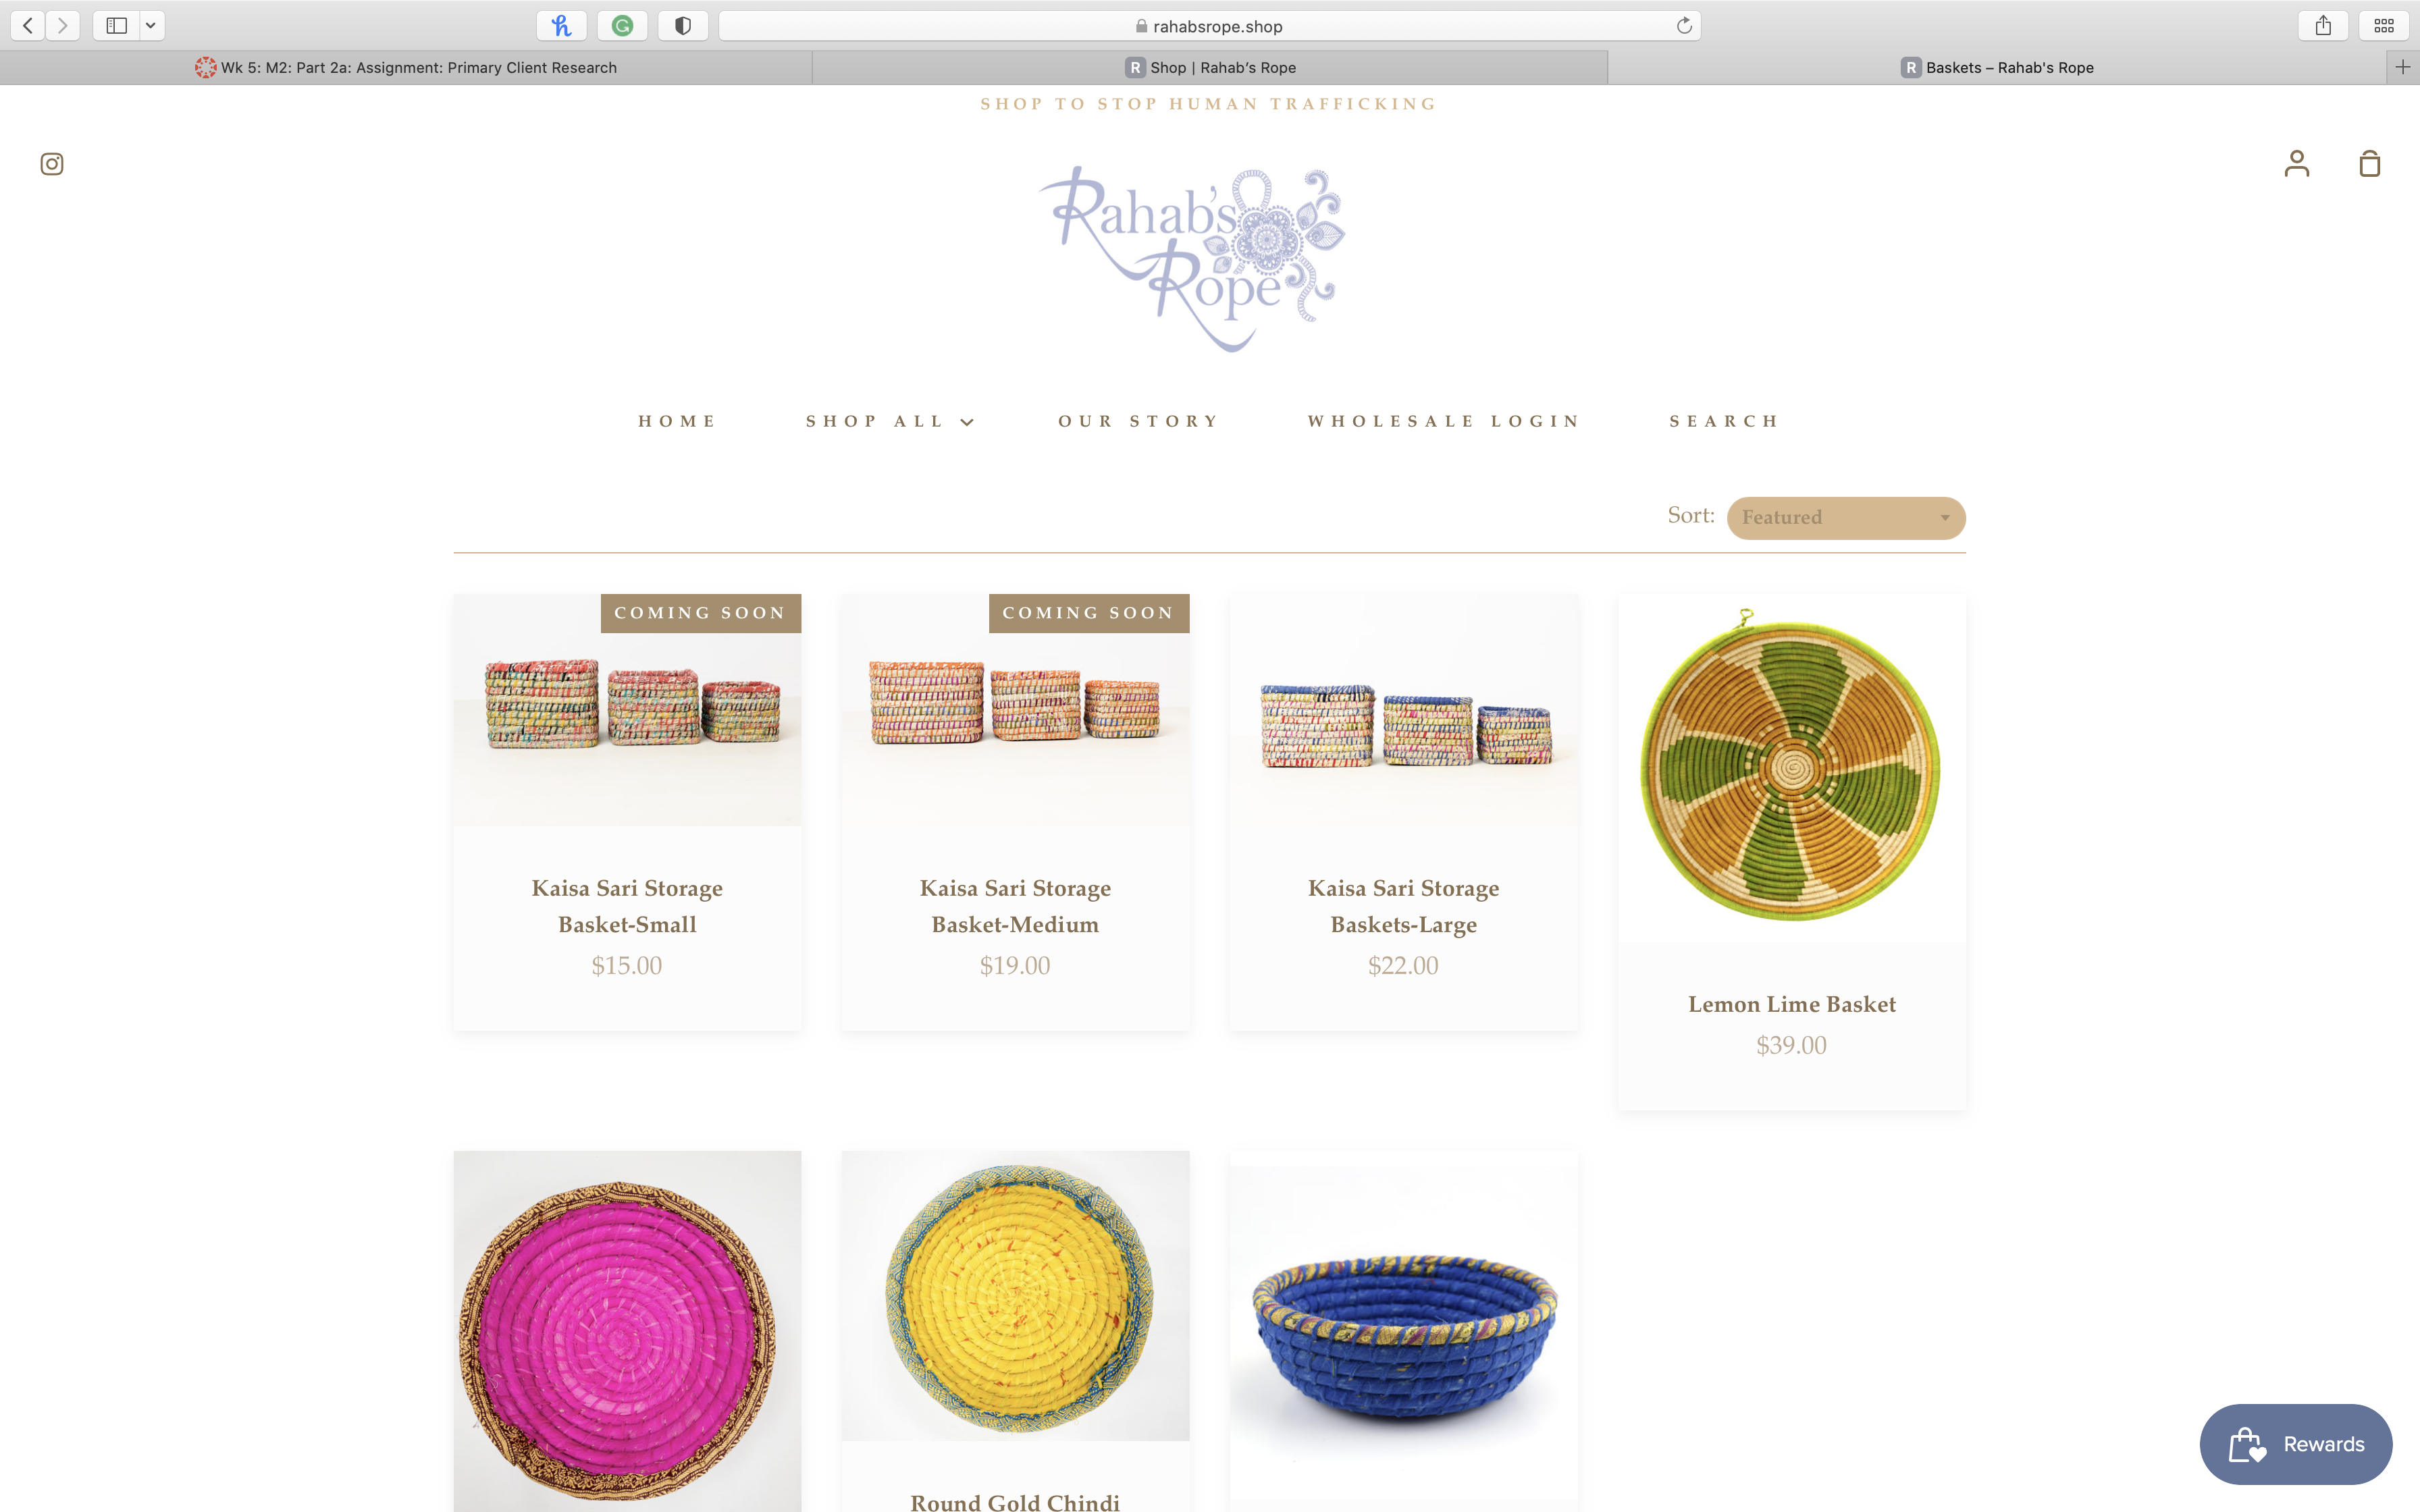 rahabsrope.shop
Wk 5: M2: Part 2a: Assignment: Primary Client Research
R Shop | Rahab’s Rope
R Baskets – Rahab's Rope
SHOP TO STOP HUMAN TRAFFICKING
Rahab's
Rope
HOME
SHOP ALL
OUR STORY
WHOLESALE LOGIN
SEARCH
Sort: Featured
COMING SOON
COMING SOON
Kaisa Sari Storage
Basket-Small
$15.00
Kaisa Sari Storage
Basket-Medium
$19.00
Kaisa Sari Storage
Baskets-Large
$22.00
Lemon Lime Basket
$39.00
Round Gold Chindi
Rewards